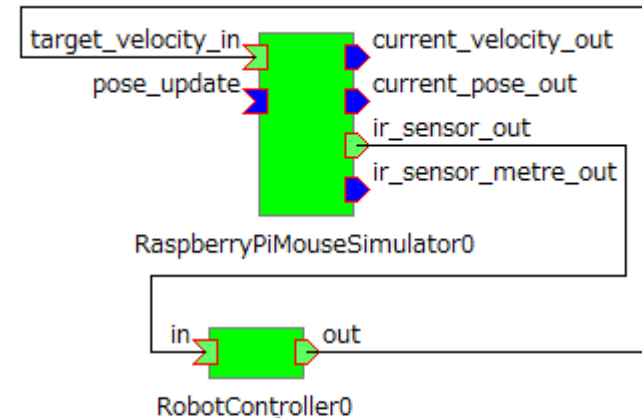 target_velocity_in
current_velocity_out
pose_update
current_pose_out
ir_sensor_out
ir_sensor_metre_out
RaspberryPiMouseSimulator0
in
out
RobotController0